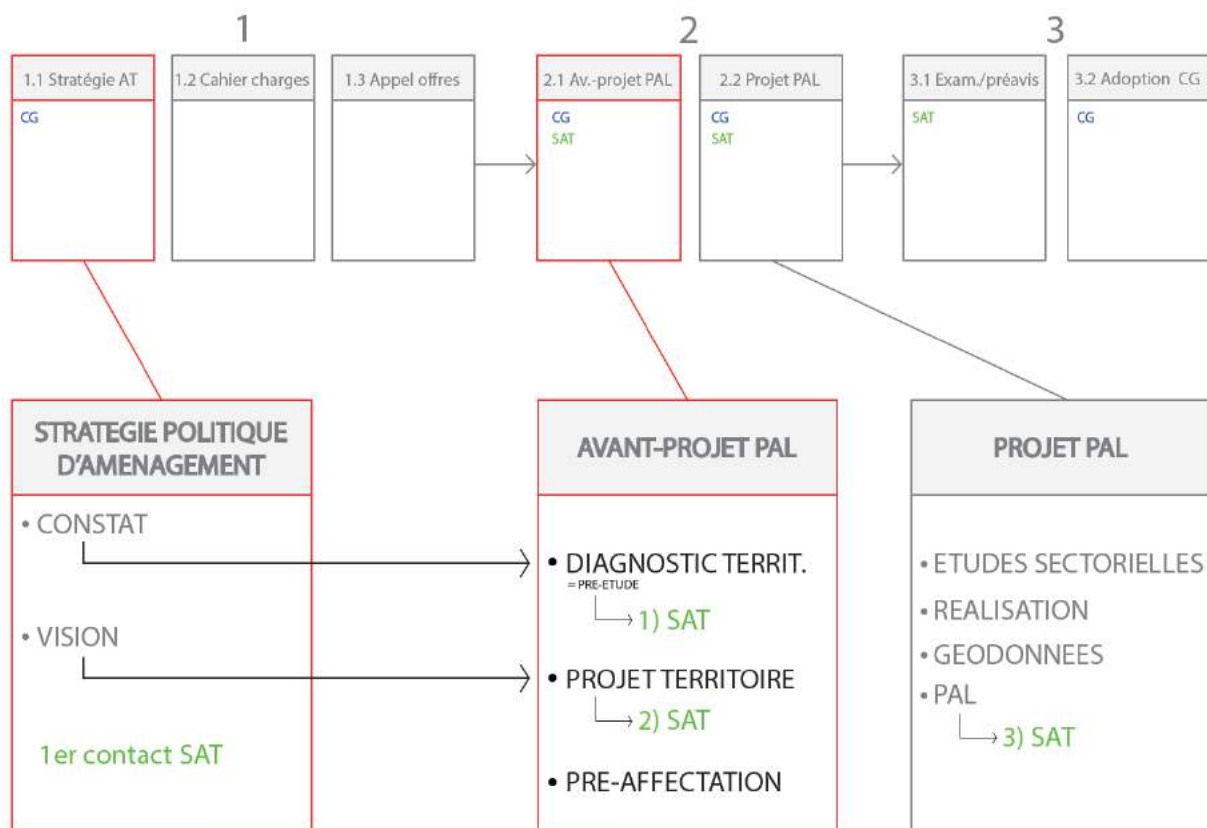 1
2
3
1.1 Stratégie AT
1.2 Cahier charges
1.3 Appel offres
2.1 Av.-projet PAL
2.2 Projet PAL
3.1 Exam./préavis
3.2 Adoption CG
CG
CG
SAT
CG
SAT
SAT
CG
STRATEGIE POLITIQUE
D'AMENAGEMENT
• CONSTAT
• VISION
1er contact SAT
AVANT-PROJET PAL
• DIAGNOSTIC TERRIT.
= PRE-ETUDE
1) SAT
• PROJET TERRITOIRE
2) SAT
• PRE-AFFECTATION
PROJET PAL
• ETUDES SECTORIELLES
• REALISATION
• GEODONNEES
• PAL
3) SAT